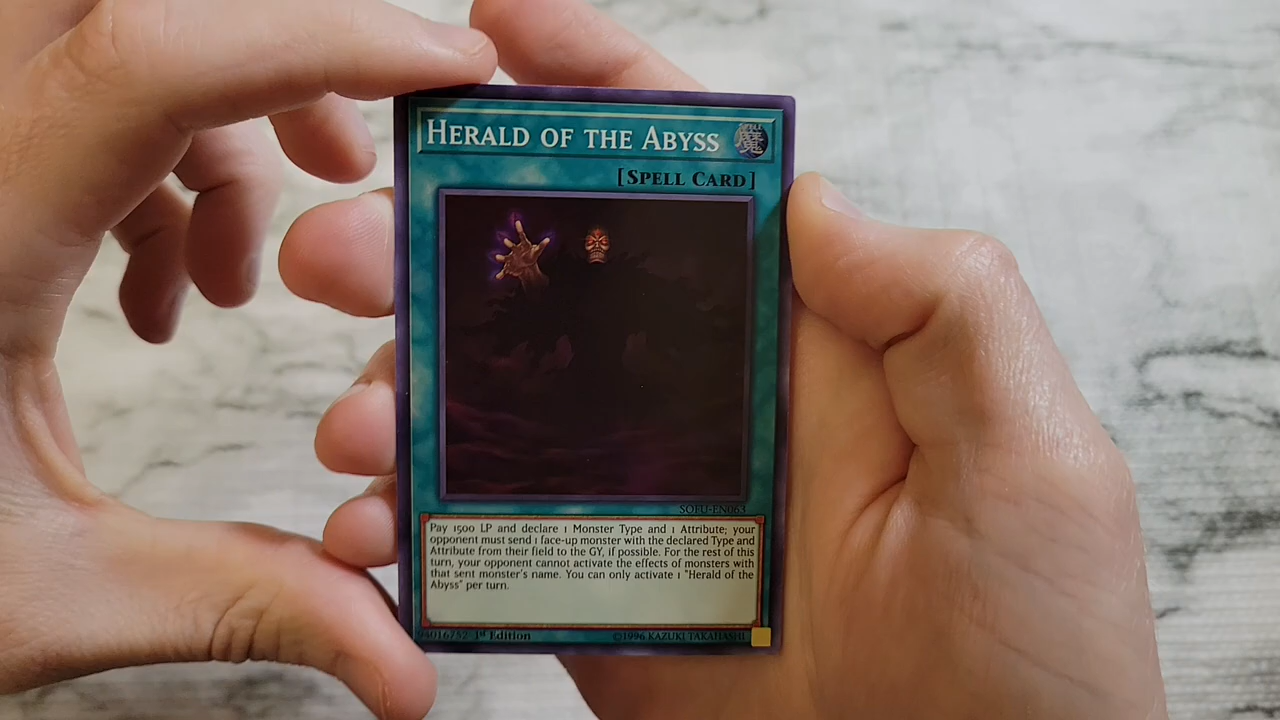 Herald of the Abyss
SPELL
魔
[Spell Card]
SOFU-EN063
Pay 1500 LP and declare 1 Monster Type and 1 Attribute; your
opponent must send 1 face-up monster with the declared Type and
Attribute from their field to the GY, if possible. For the rest of this
turn, your opponent cannot activate the effects of monsters with
that sent monster's name. You can only activate 1 "Herald of the
Abyss" per turn.
94016752 1st Edition ©1996 KAZUKI TAKAHASHI